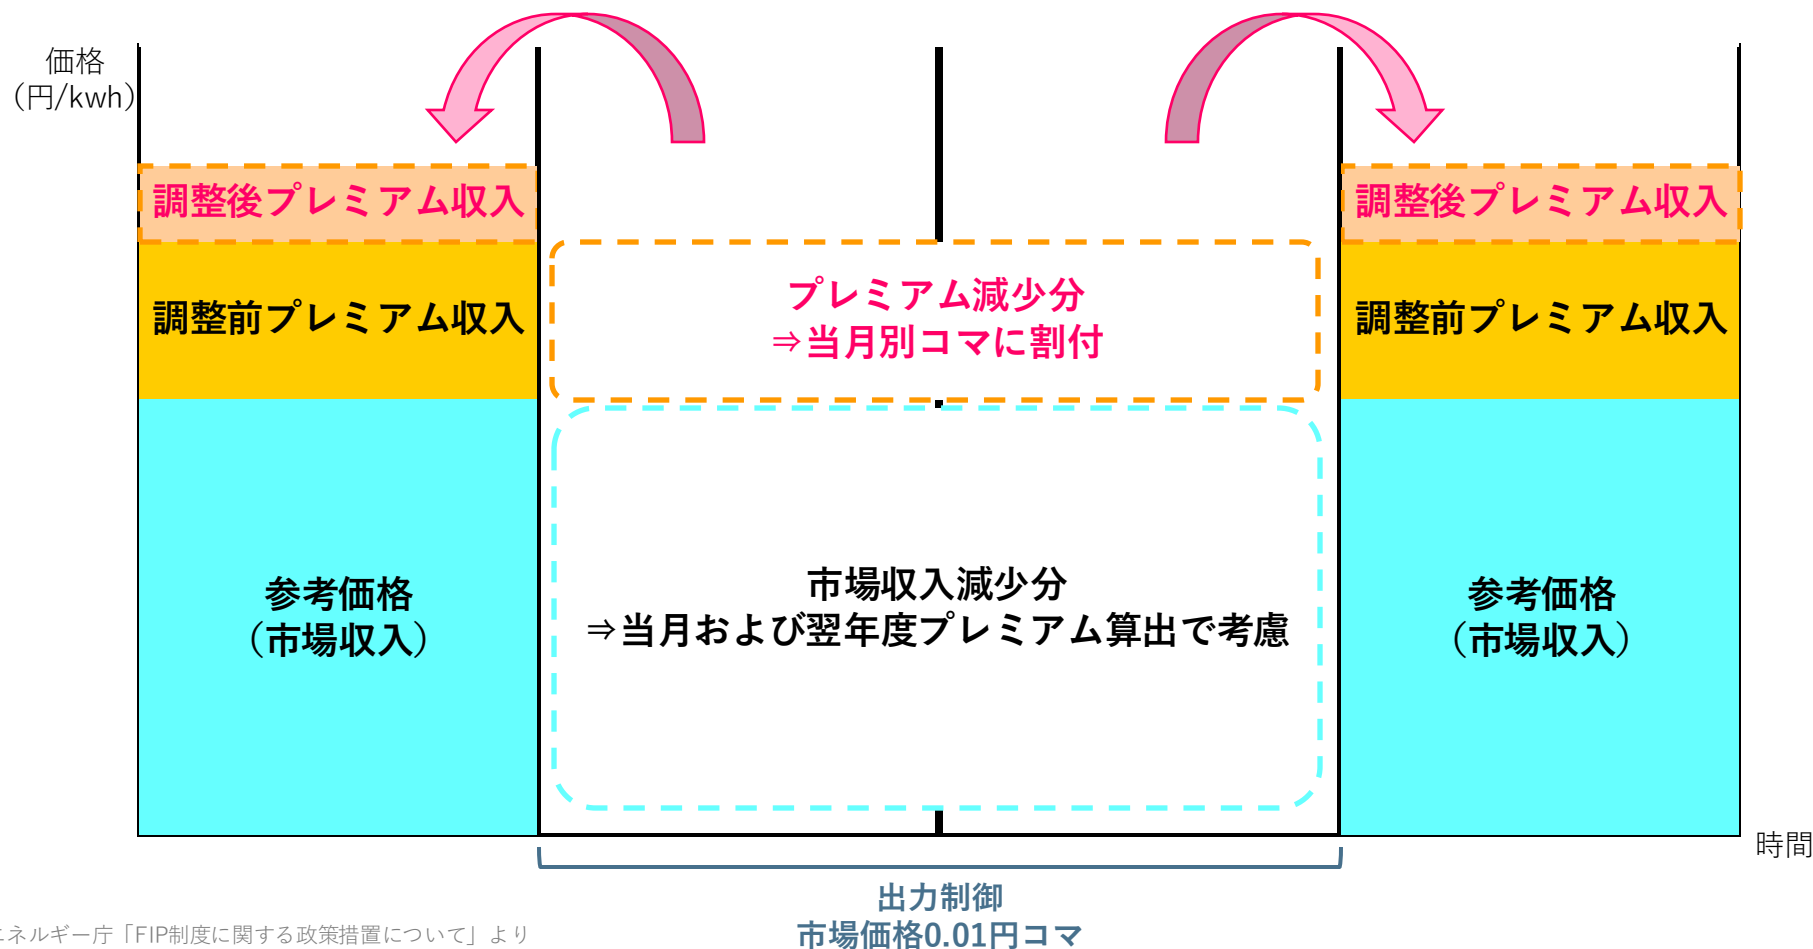 価格
（円/kwh）
調整後プレミアム収入
調整前プレミアム収入
参考価格
（市場収入）
プレミアム減少分
⇒当月別コマに割付
市場収入減少分
⇒当月および翌年度プレミアム算出で考慮
調整後プレミアム収入
調整前プレミアム収入
参考価格
（市場収入）
時間
出力制御
市場価格0.01円コマ
ネルギー庁「FIP制度に関する政策措置について」より